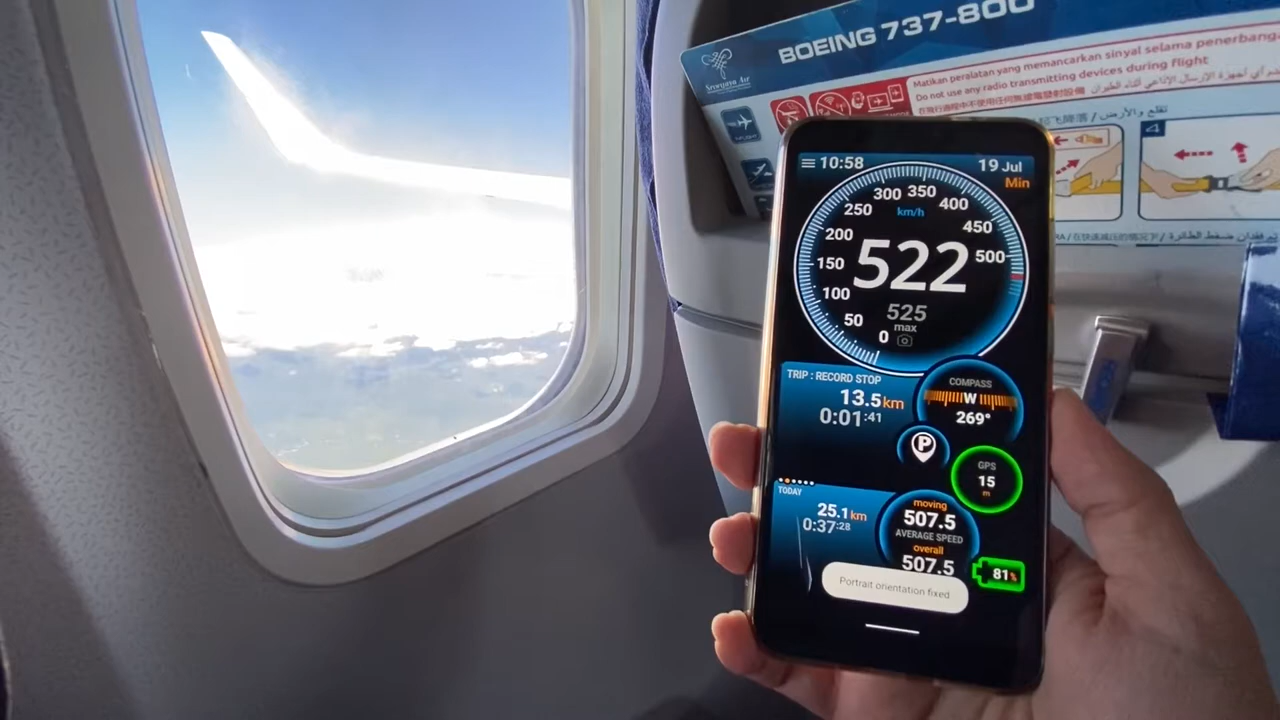 BOEING 737-800
Sriwijaya Air
Matikan peralatan yang memancarkan sinyal selama penerbanga
Do not use any radio transmitting devices during flight
4
10:58
19 Jul
Min
0
50
100
150
200
250
300
350
400
450
500
km/h
522
525
max
TRIP : RECORD STOP
13.5 km
0:01:41
COMPASS
W
269°
P
GPS
15
m
TODAY
25.1 km
0:37:28
moving
507.5
AVERAGE SPEED
overall
507.5
81%
Portrait orientation fixed